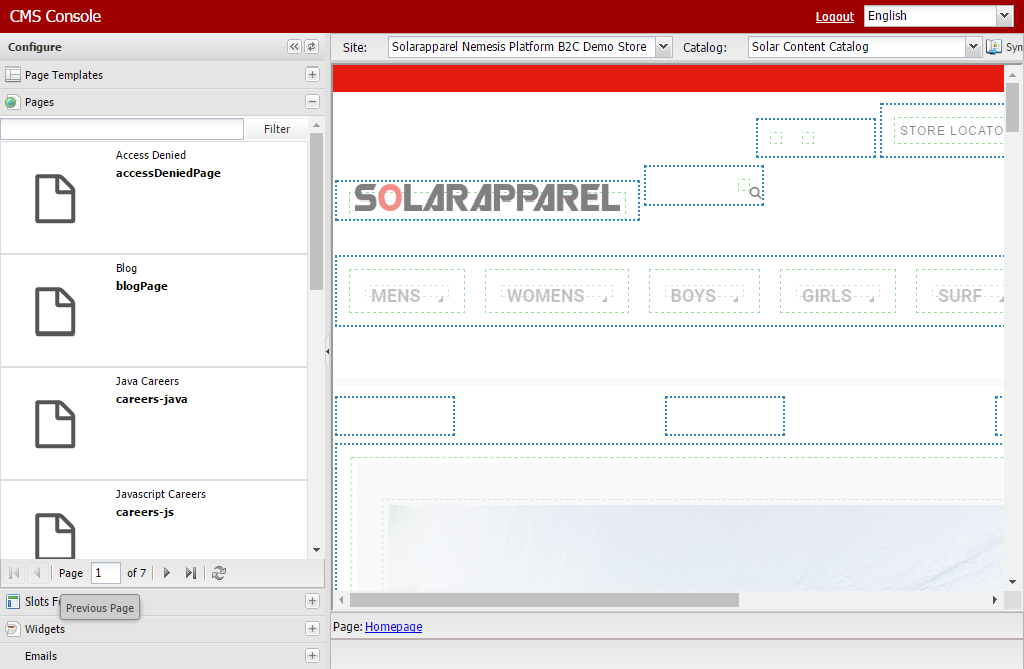 CMS Console
Logout
English
Configure
Site:
Solarapparel Nemesis Platform B2C Demo Store
Catalog:
Solar Content Catalog
Syn
Page Templates
Pages
Filter
Access Denied
accessDeniedPage
Blog
blogPage
Java Careers
careers-java
Javascript Careers
careers-js
STORE LOCATO
SOLARAPPAREL
MENS
WOMENS
BOYS
GIRLS
SURF
Page 1 of 7
Slots F
Previous Page
Widgets
Emails
Page: Homepage